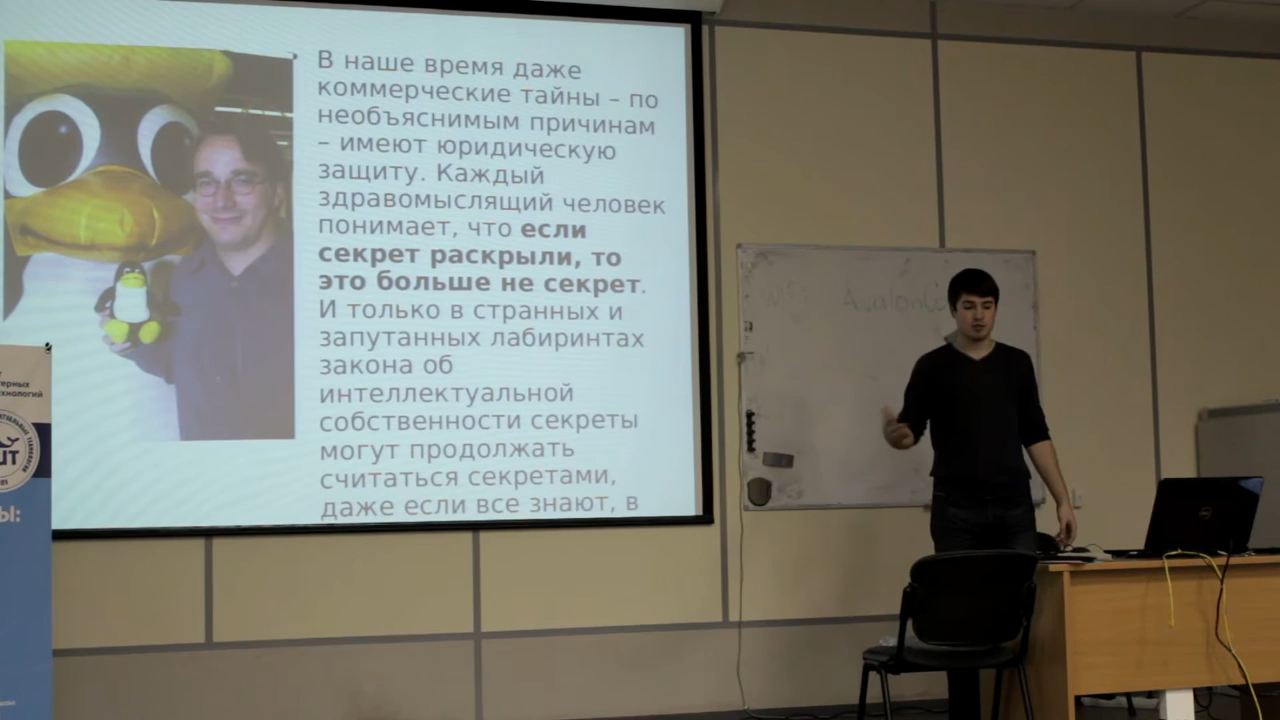 В наше время даже
коммерческие тайны – по
необъяснимым причинам
– имеют юридическую
защиту. Каждый
здравомыслящий человек
понимает, что если
секрет раскрыли, то
это больше не секрет.
И только в странных и
запутанных лабиринтах
закона об
интеллектуальной
собственности секреты
могут продолжать
считаться секретами,
даже если все знают, в
Ы: